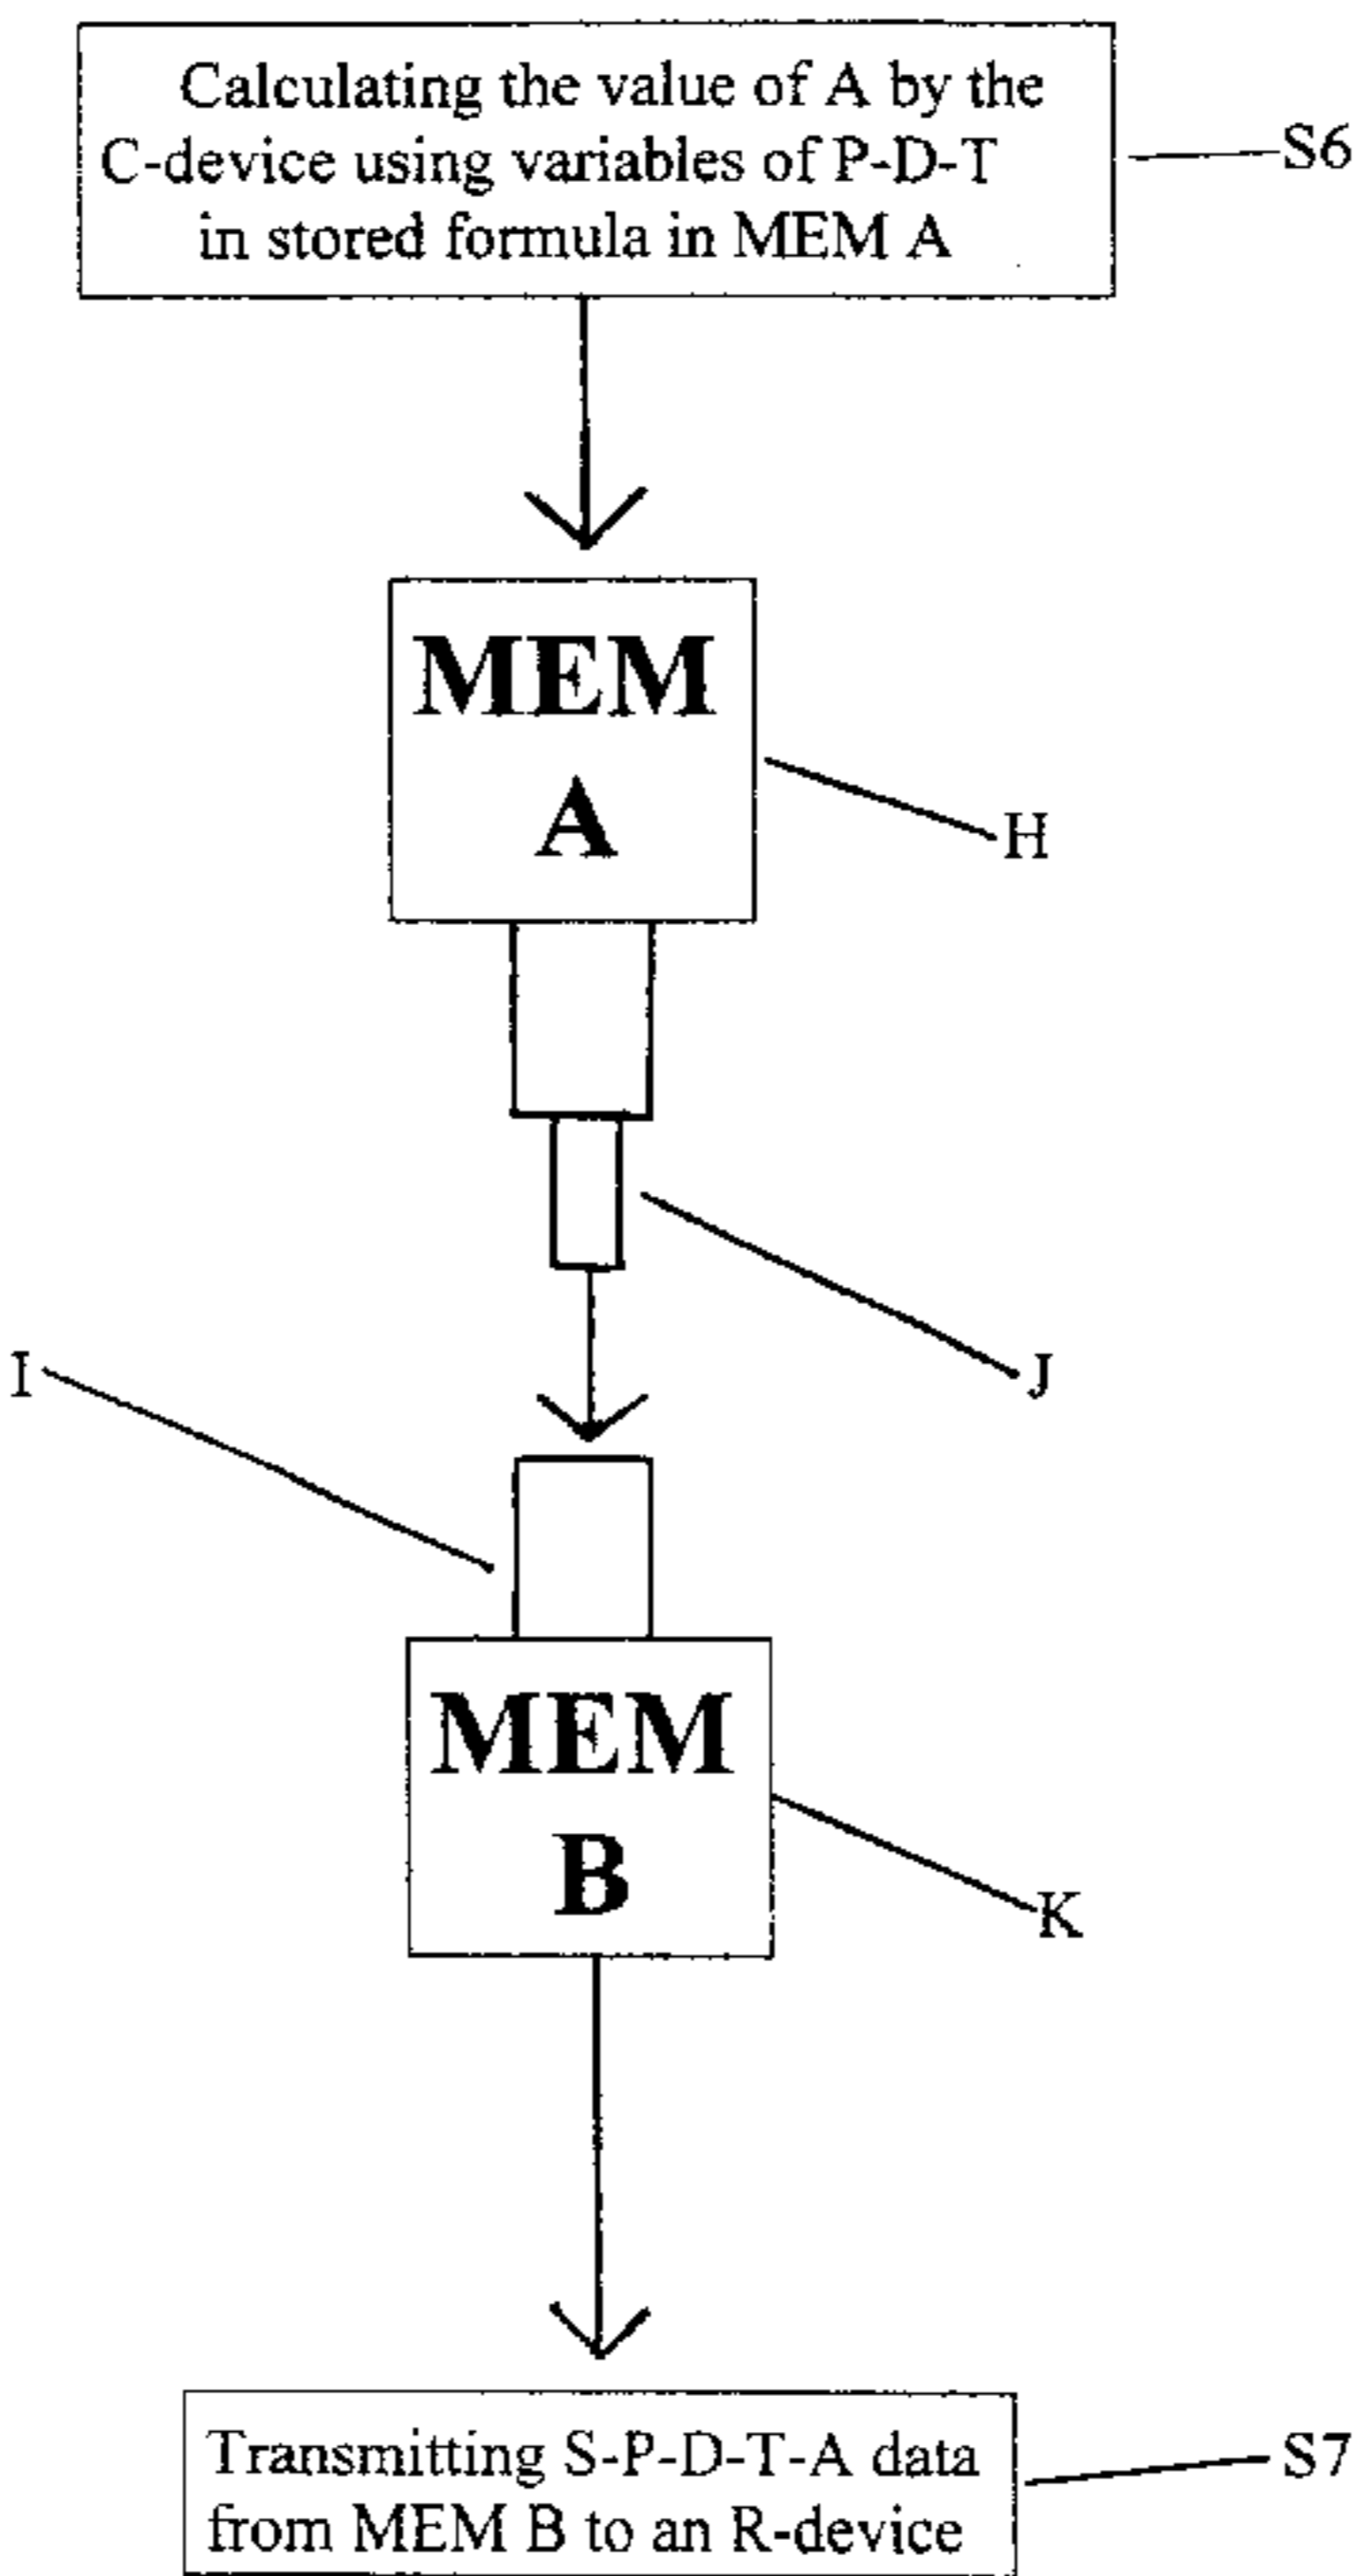 Calculating the value of A by the
C-device using variables of P-D-T
in stored formula in MEM A
S6
MEM
A
H
J
I
MEM
B
K
Transmitting S-P-D-T-A data
from MEM B to an R-device
S7